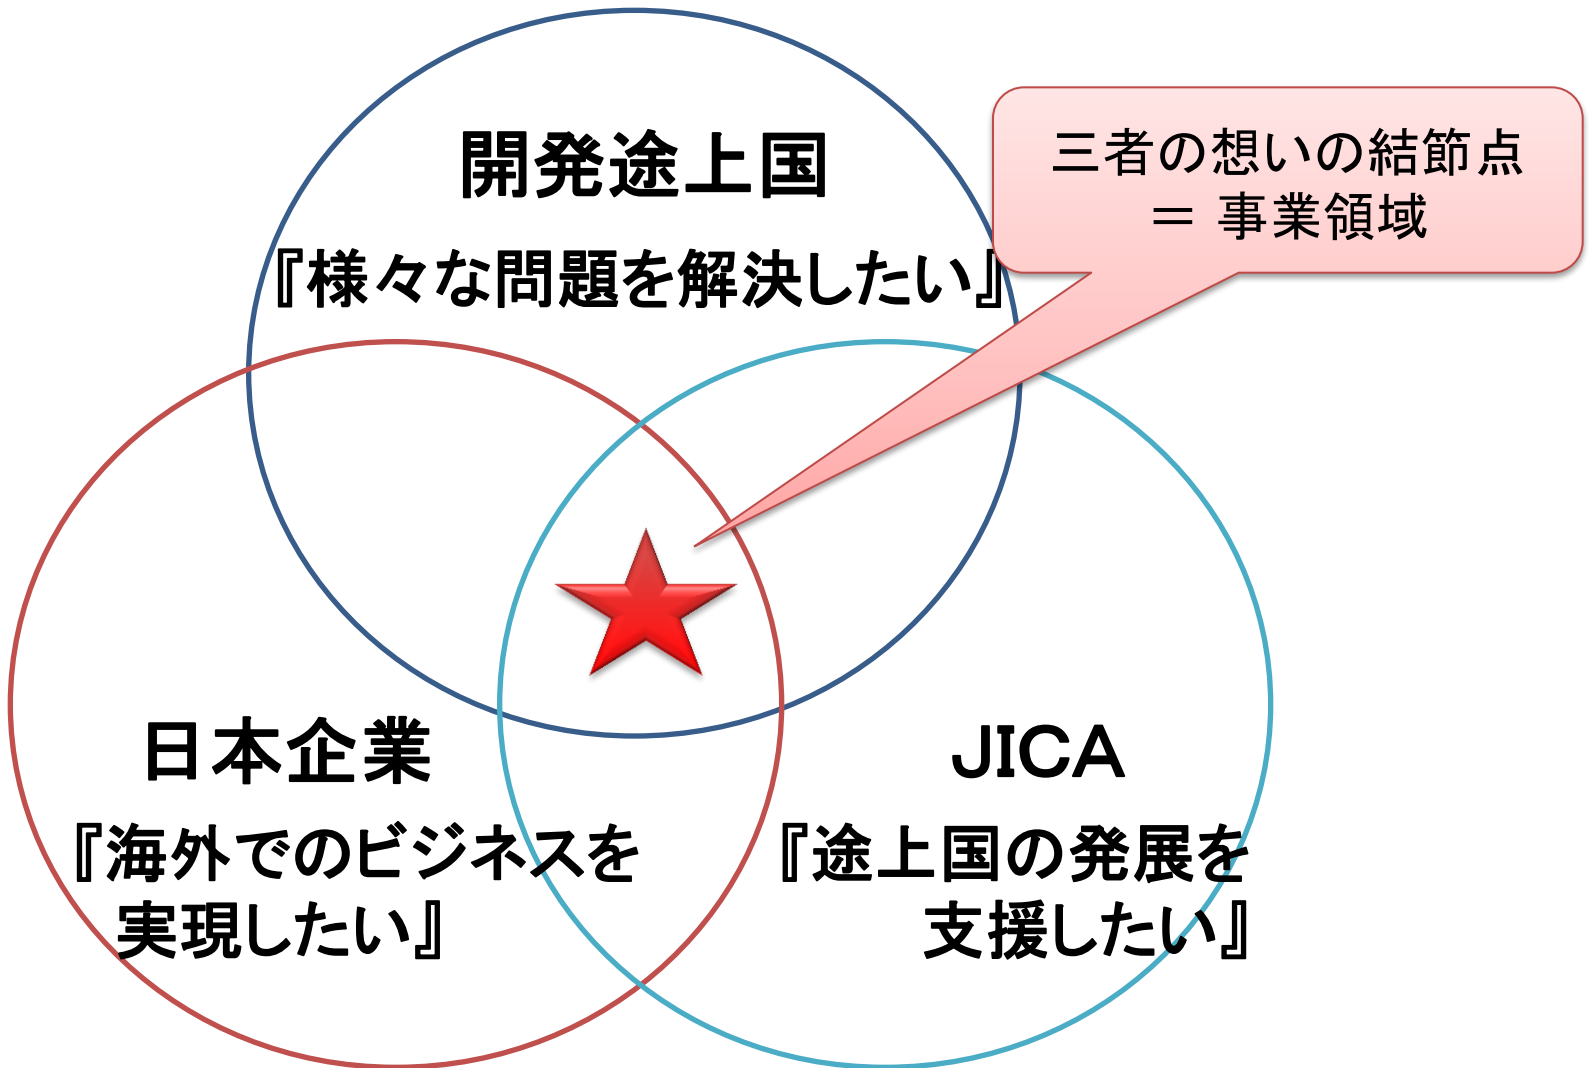 開発途上国
『様々な問題を解決したい』
三者の想いの結節点
＝ 事業領域
日本企業
『海外でのビジネスを
実現したい』
JICA
『途上国の発展を
支援したい』